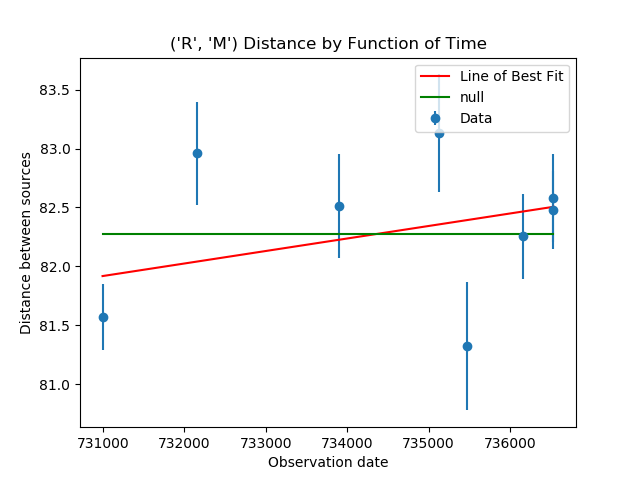 ('R', 'M') Distance by Function of Time
Line of Best Fit
null
Data
Distance between sources
83.5
83.0
82.5
82.0
81.5
81.0
731000 732000 733000 734000 735000 736000
Observation date